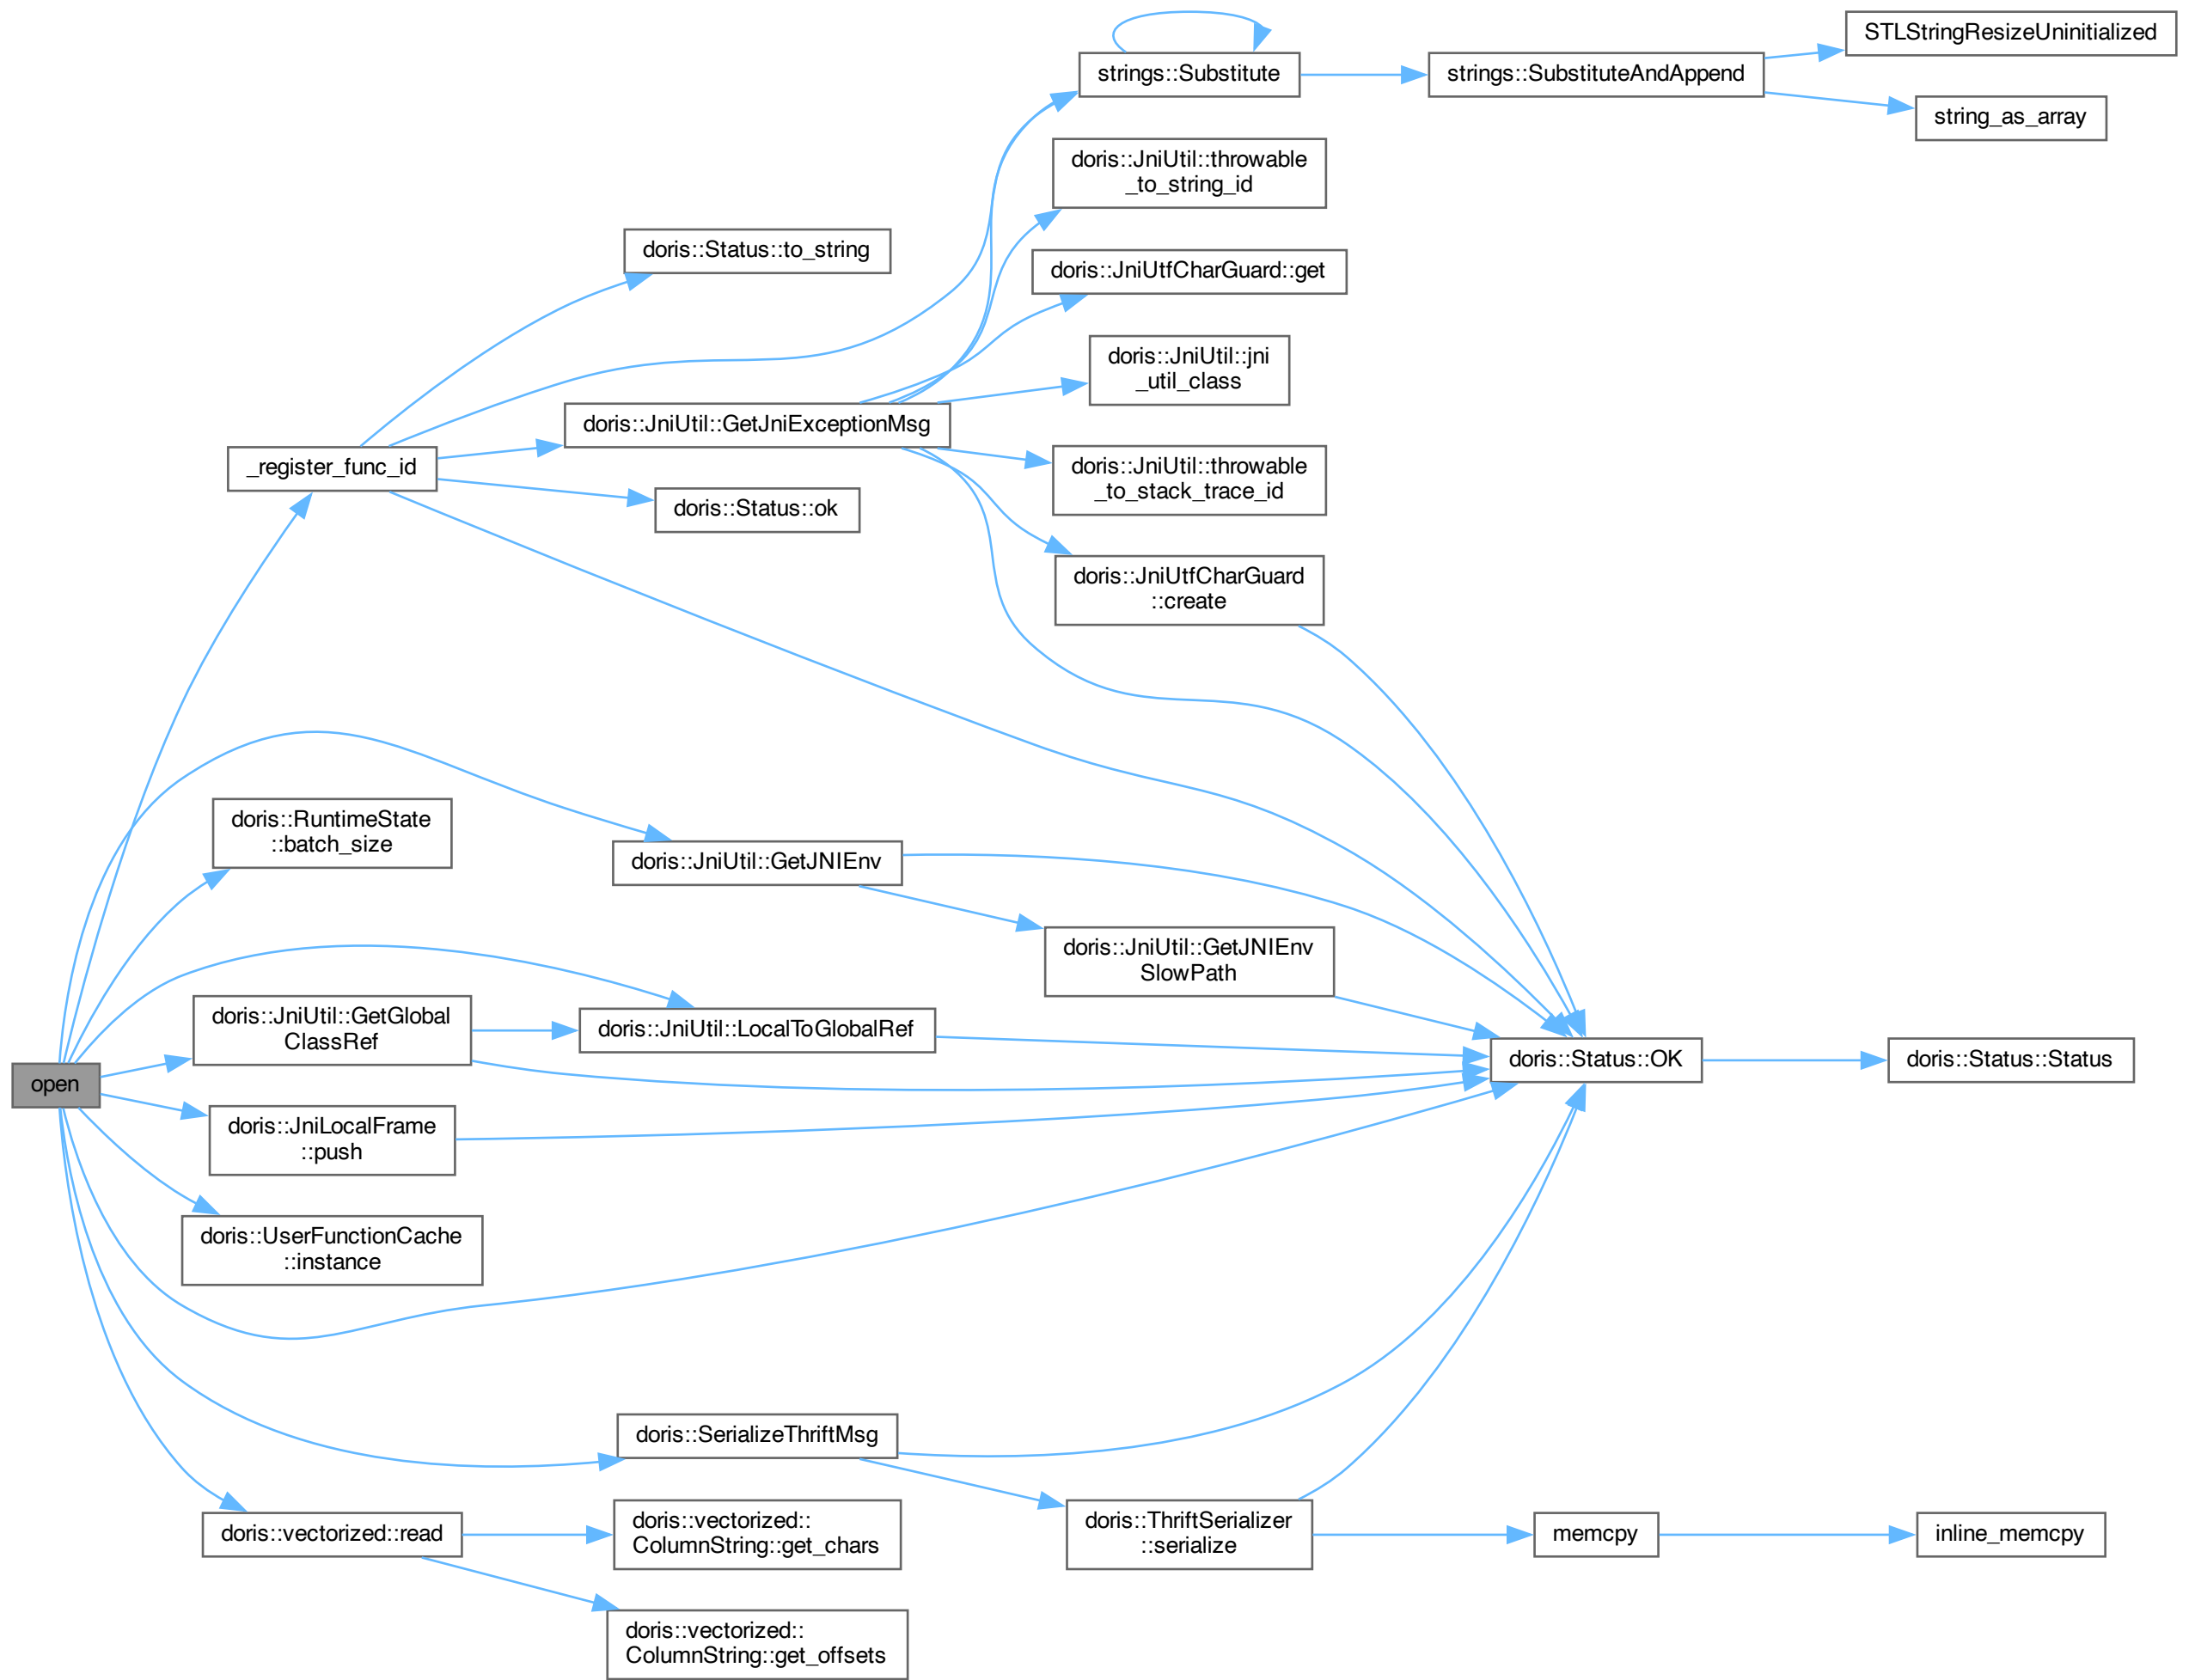 open
_register_func_id
doris::RuntimeState
::batch_size
doris::JniUtil::GetGlobal
ClassRef
doris::JniLocalFrame
::push
doris::UserFunctionCache
::instance
doris::vectorized::read
doris::Status::to_string
doris::JniUtil::GetJniExceptionMsg
doris::Status::ok
doris::JniUtil::GetJNIEnv
doris::JniUtil::LocalToGlobalRef
doris::SerializeThriftMsg
doris::vectorized::
ColumnString::get_chars
doris::vectorized::
ColumnString::get_offsets
strings::Substitute
doris::JniUtil::throwable
_to_string_id
doris::JniUtfCharGuard::get
doris::JniUtil::jni
_util_class
doris::JniUtil::throwable
_to_stack_trace_id
doris::JniUtfCharGuard
::create
doris::JniUtil::GetJNIEnv
SlowPath
doris::ThriftSerializer
::serialize
strings::SubstituteAndAppend
doris::Status::OK
memcpy
STLStringResizeUninitialized
string_as_array
doris::Status::Status
inline_memcpy